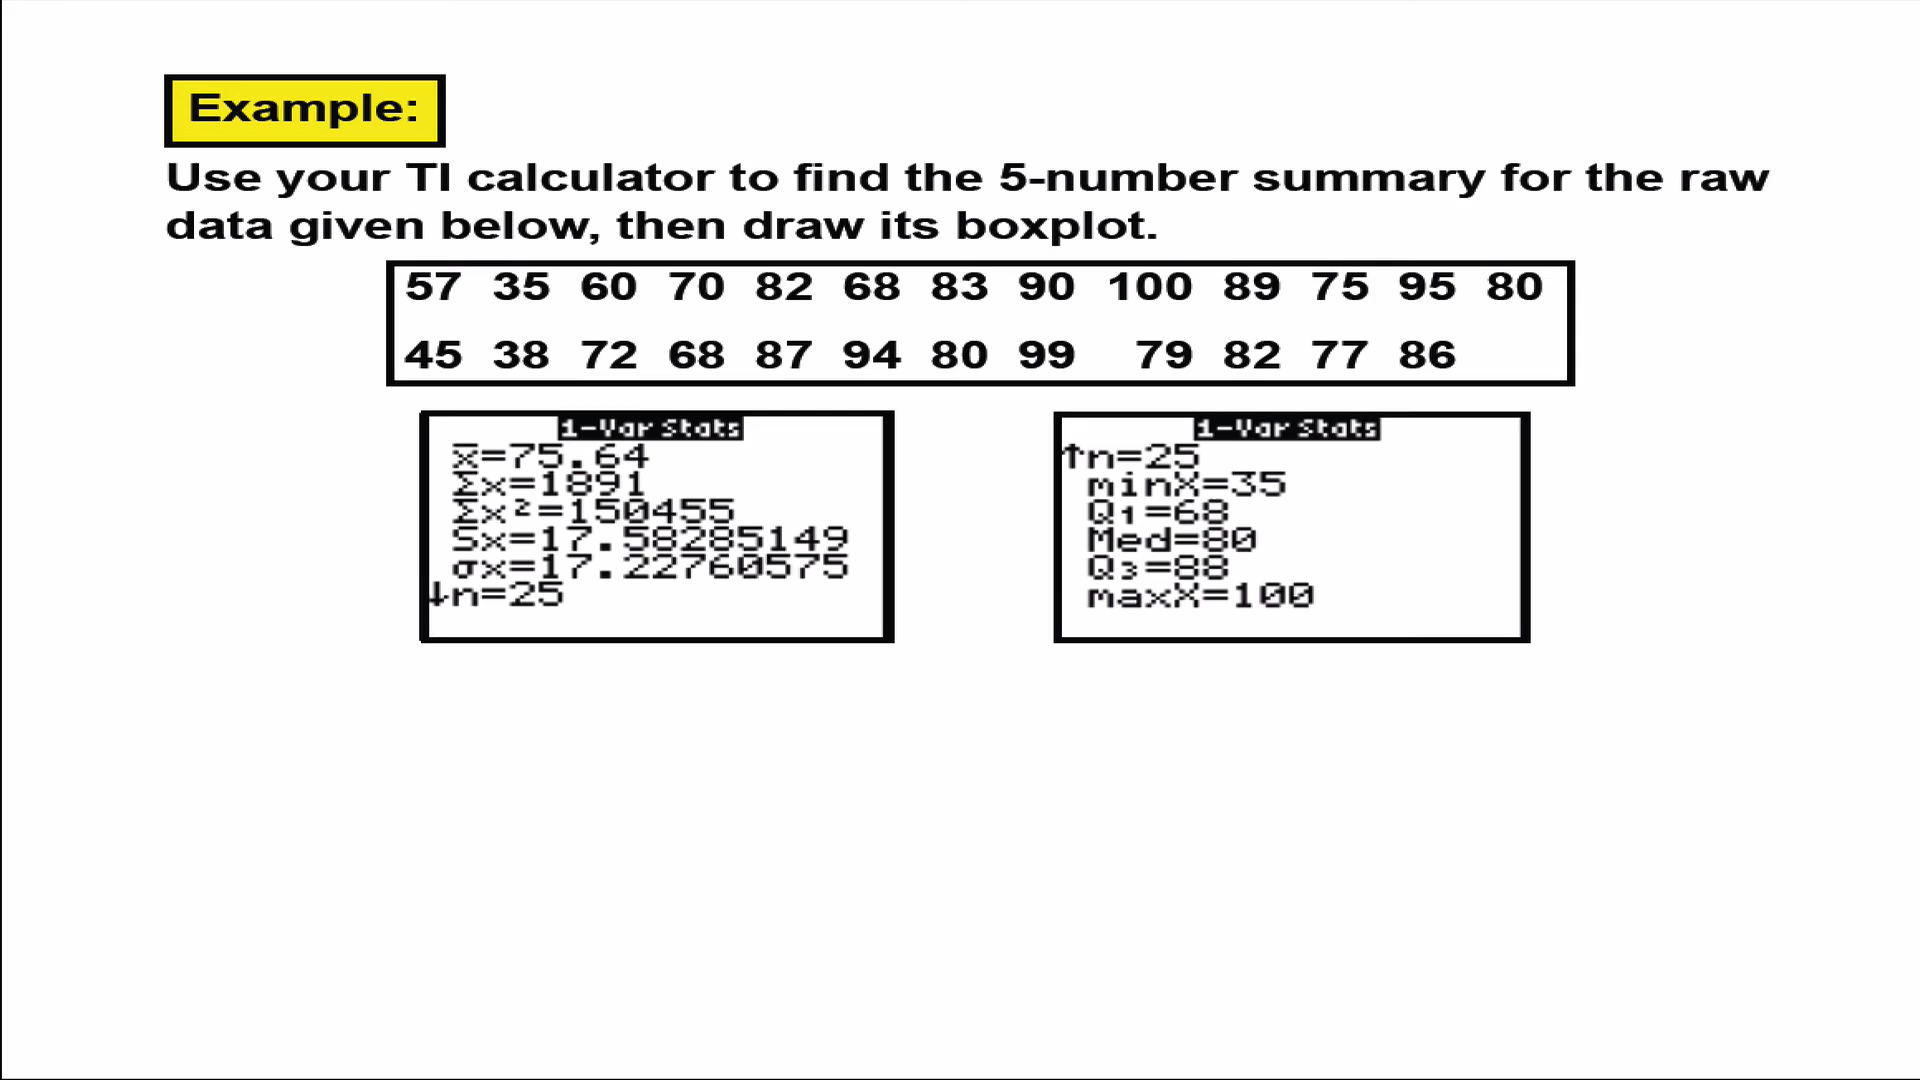 Example:
Use your TI calculator to find the 5-number summary for the raw
data given below, then draw its boxplot.
57 35 60 70 82 68 83 90 100 89 75 95 80
45 38 72 68 87 94 80 99 79 82 77 86
1-Var Stats
x̅=75.64
Σx=1891
Σx²=150455
Sx=17.58285149
σx=17.22760575
↓n=25
1-Var Stats
↑n=25
minX=35
Q₁=68
Med=80
Q₃=88
maxX=100